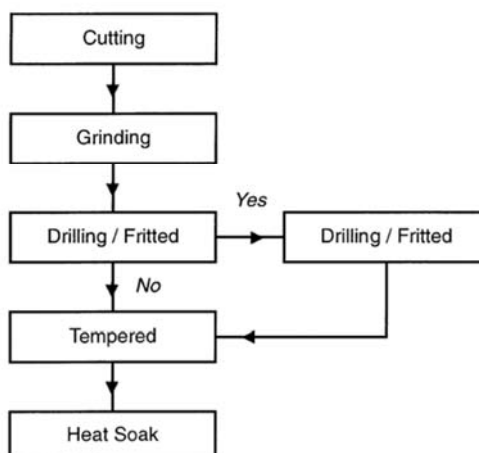 Cutting
Grinding
Yes
Drilling / Fritted
Drilling / Fritted
No
Tempered
Heat Soak